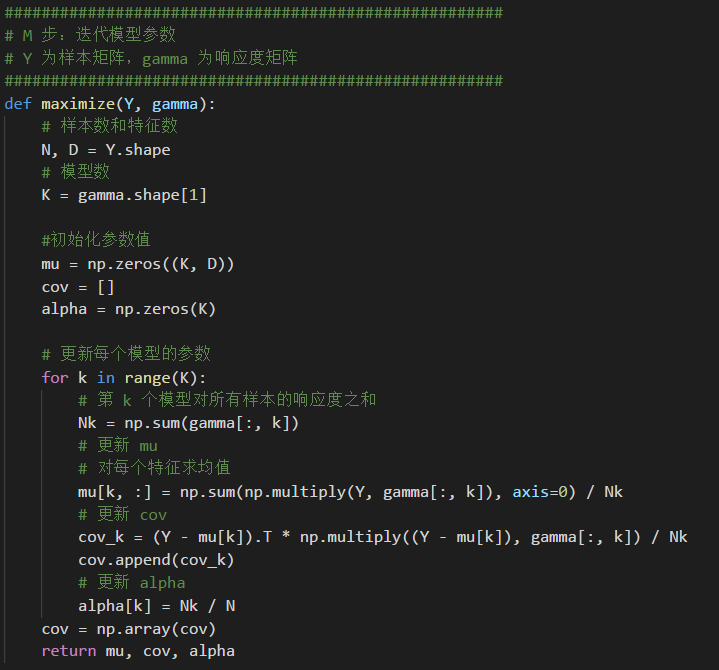 ######################################################
# M 步：迭代模型参数
# Y 为样本矩阵，gamma 为响应度矩阵
######################################################
def maximize(Y, gamma):
    # 样本数和特征数
    N, D = Y.shape
    # 模型数
    K = gamma.shape[1]

    #初始化参数值
    mu = np.zeros((K, D))
    cov = []
    alpha = np.zeros(K)

    # 更新每个模型的参数
    for k in range(K):
        # 第 k 个模型对所有样本的响应度之和
        Nk = np.sum(gamma[:, k])
        # 更新 mu
        # 对每个特征求均值
        mu[k, :] = np.sum(np.multiply(Y, gamma[:, k]), axis=0) / Nk
        # 更新 cov
        cov_k = (Y - mu[k]).T * np.multiply((Y - mu[k]), gamma[:, k]) / Nk
        cov.append(cov_k)
        # 更新 alpha
        alpha[k] = Nk / N
    cov = np.array(cov)
    return mu, cov, alpha